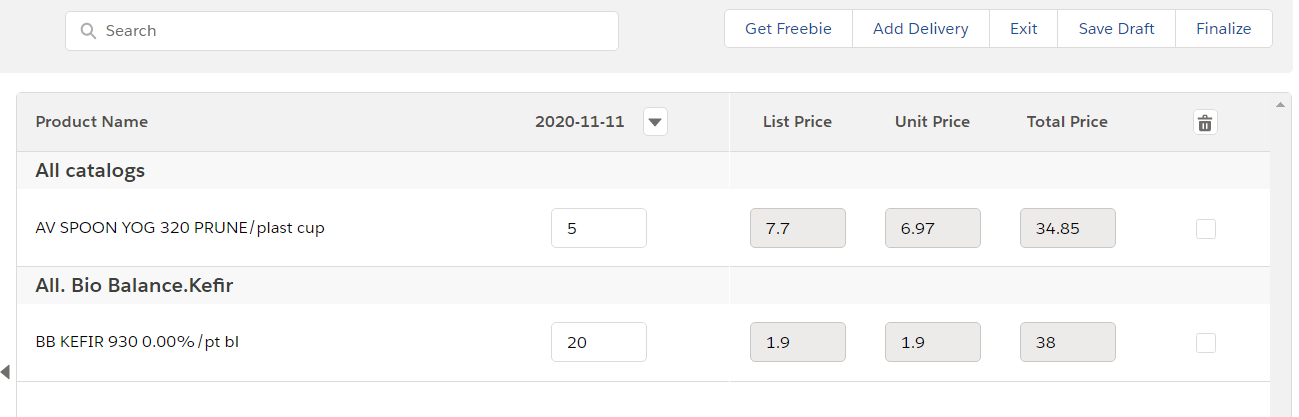 Search
Get Freebie Add Delivery Exit Save Draft Finalize
Product Name 2020-11-11 List Price Unit Price Total Price
All catalogs
AV SPOON YOG 320 PRUNE/plast cup 5 7.7 6.97 34.85
All. Bio Balance.Kefir
BB KEFIR 930 0.00%/pt bl 20 1.9 1.9 38